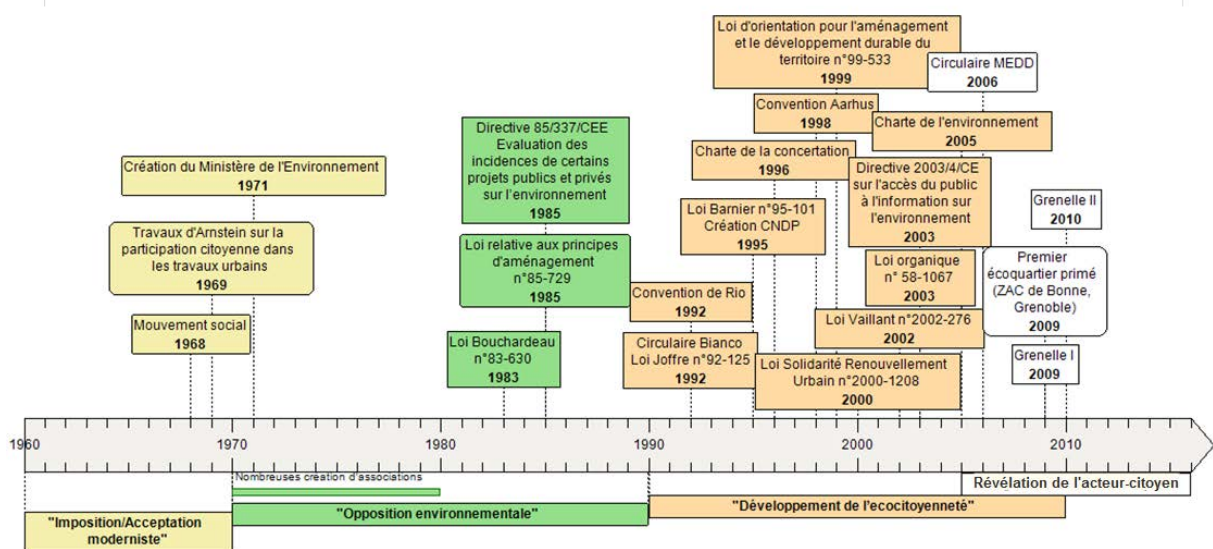 Loi d'orientation pour l'aménagement
et le développement durable du
territoire n°99-533
1999
Circulaire MEDD
2006
Convention Aarhus
1998
Charte de l'environnement
2005
Directive 85/337/CEE
Evaluation des
incidences de certains
projets publics et privés
sur l'environnement
1985
Charte de la concertation
1996
Création du Ministère de l'Environnement
1971
Directive 2003/4/CE
sur l'accès du public
à l'information sur
l'environnement
2003
Grenelle II
2010
Loi Barnier n°95-101
Création CNDP
1995
Travaux d'Arnstein sur la
participation citoyenne dans
les travaux urbains
1969
Loi relative aux principes
d'aménagement
n°85-729
1985
Loi organique
n° 58-1067
2003
Premier
écoquartier primé
(ZAC de Bonne,
Grenoble)
2009
Convention de Rio
1992
Mouvement social
1968
Loi Vaillant n°2002-276
2002
Loi Bouchardeau
n°83-630
1983
Circulaire Bianco
Loi Joffre n°92-125
1992
Loi Solidarité Renouvellement
Urbain n°2000-1208
2000
Grenelle I
2009
1960
1970
1980
1990
2000
2010
Nombreuses création d'associations
Révélation de l'acteur-citoyen
"Imposition/Acceptation
moderniste"
"Opposition environnementale"
"Développement de l'ecocitoyenneté"